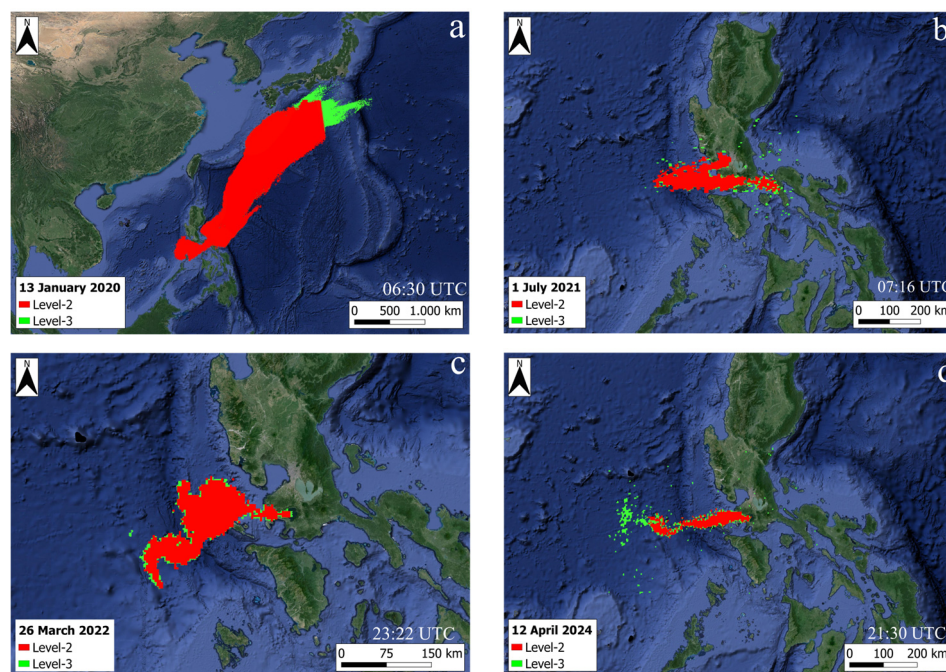 N
a
13 January 2020
Level-2
Level-3
06:30 UTC
0 500 1.000 km
N
b
1 July 2021
Level-2
Level-3
07:16 UTC
0 100 200 km
N
c
26 March 2022
Level-2
Level-3
23:22 UTC
0 75 150 km
N
d
12 April 2024
Level-2
Level-3
21:30 UTC
0 100 200 km